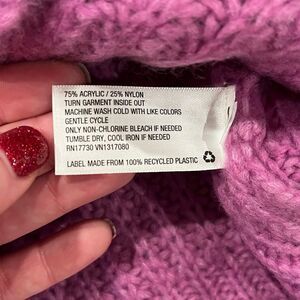 75% ACRYLIC / 25% NYLON
TURN GARMENT INSIDE OUT
MACHINE WASH COLD WITH LIKE COLORS
GENTLE CYCLE
ONLY NON-CHLORINE BLEACH IF NEEDED
TUMBLE DRY, COOL IRON IF NEEDED
RN17730 VN1317080
LABEL MADE FROM 100% RECYCLED PLASTIC